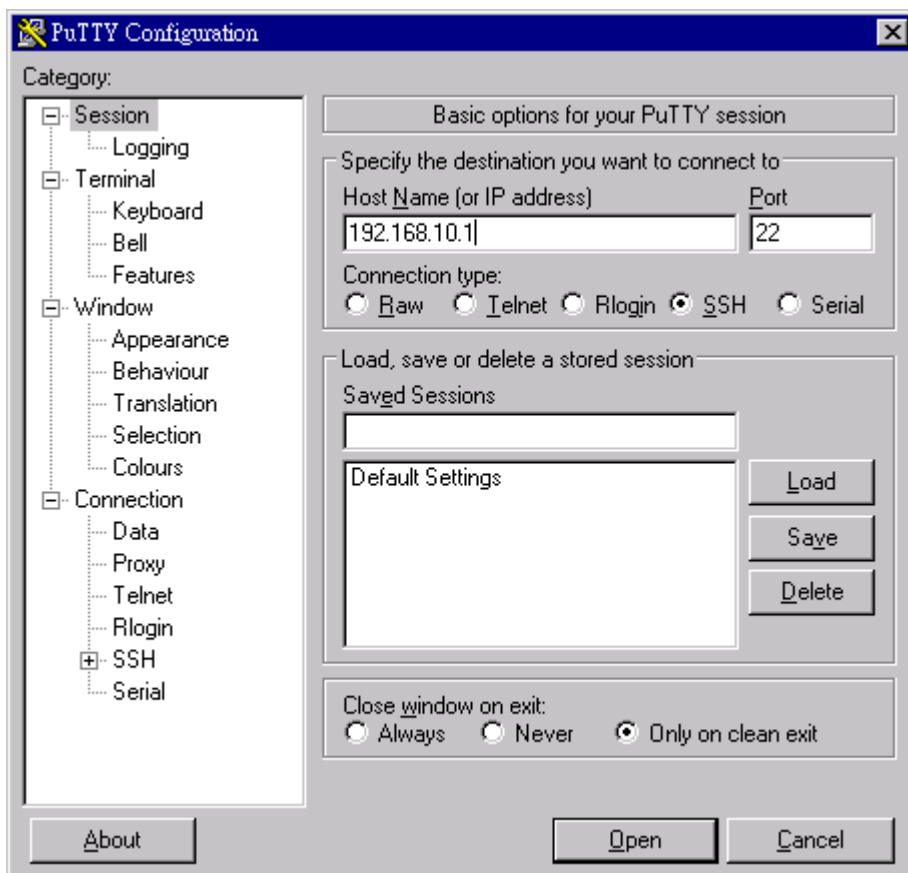 PuTTY Configuration
Category:
Session
Logging
Terminal
Keyboard
Bell
Features
Window
Appearance
Behaviour
Translation
Selection
Colours
Connection
Data
Proxy
Telnet
Rlogin
SSH
Serial
Basic options for your PuTTY session
Specify the destination you want to connect to
Host Name (or IP address) Port
192.168.10.1 22
Connection type:
Raw Telnet Rlogin SSH Serial
Load, save or delete a stored session
Saved Sessions
Default Settings
Load
Save
Delete
Close window on exit:
Always Never Only on clean exit
About Open Cancel